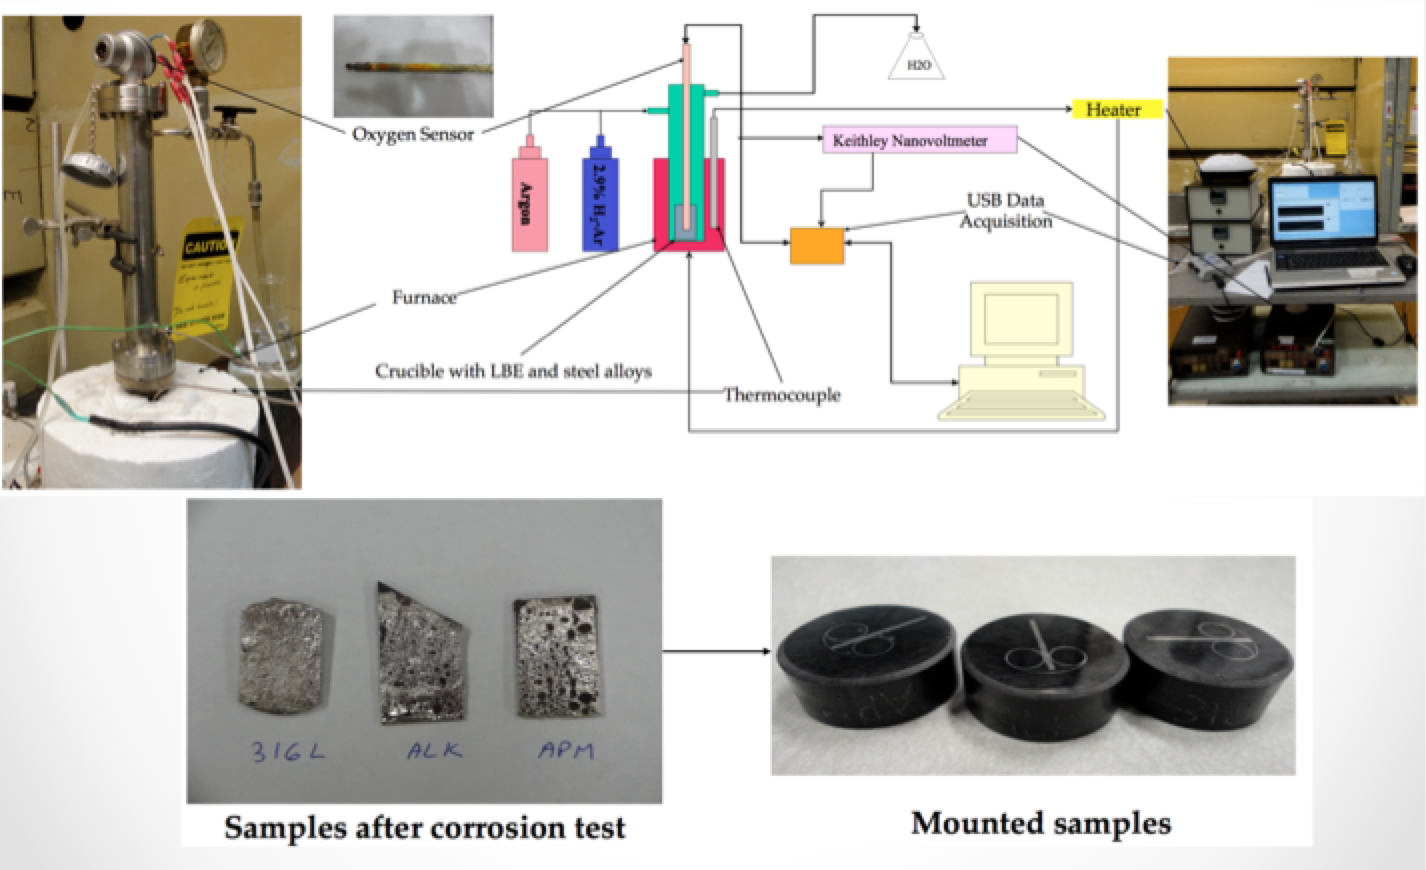 CAUTION
Oxygen Sensor
H2O
Heater
Keithley Nanovoltmeter
Argon
2.9% H2-Ar
USB Data
Acquisition
Furnace
Crucible with LBE and steel alloys
Thermocouple
316L
ALK
APM
Samples after corrosion test
Mounted samples